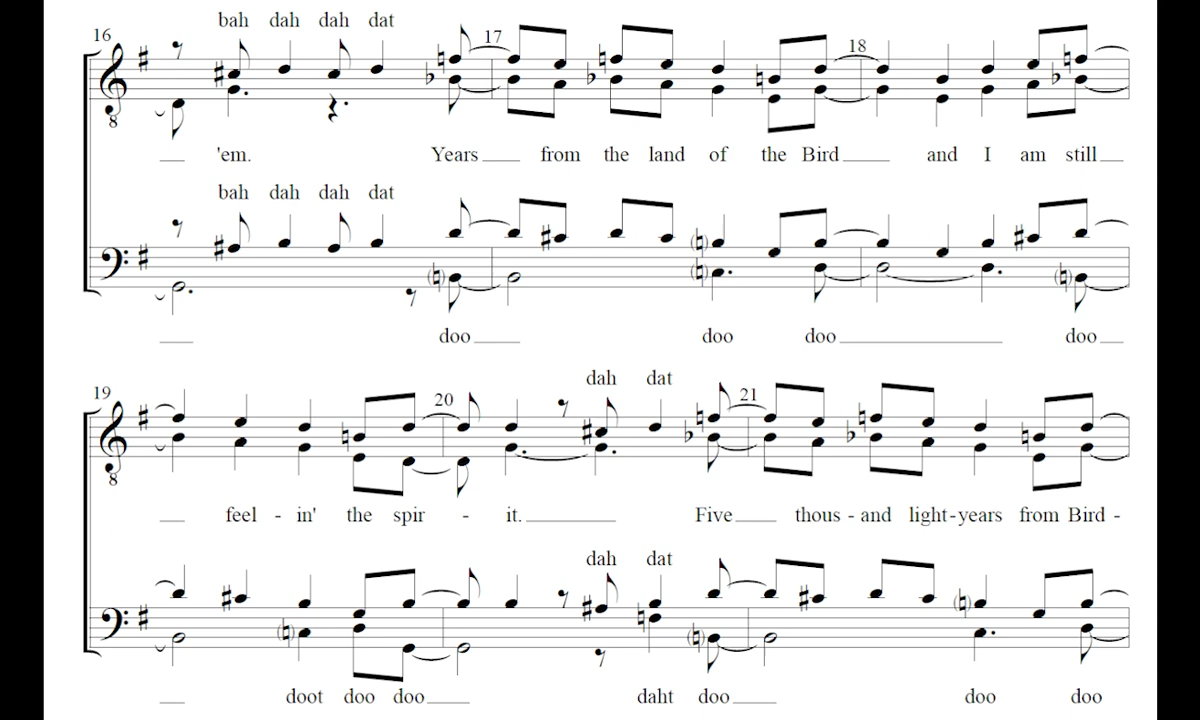 bah dah dah dat
16 17 18
8
'em. Years from the land of the Bird and I am still
bah dah dah dat
doo doo doo doo
19 dah dat
20 21
8
feel - in' the spir - it. Five thous - and light - years from Bird -
dah dat
doot doo doo daht doo doo doo